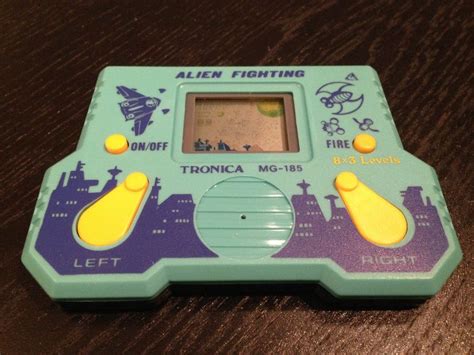 ALIEN FIGHTING
ON/OFF
FIRE
8×3 Levels
TRONICA MG-185
LEFT
RIGHT